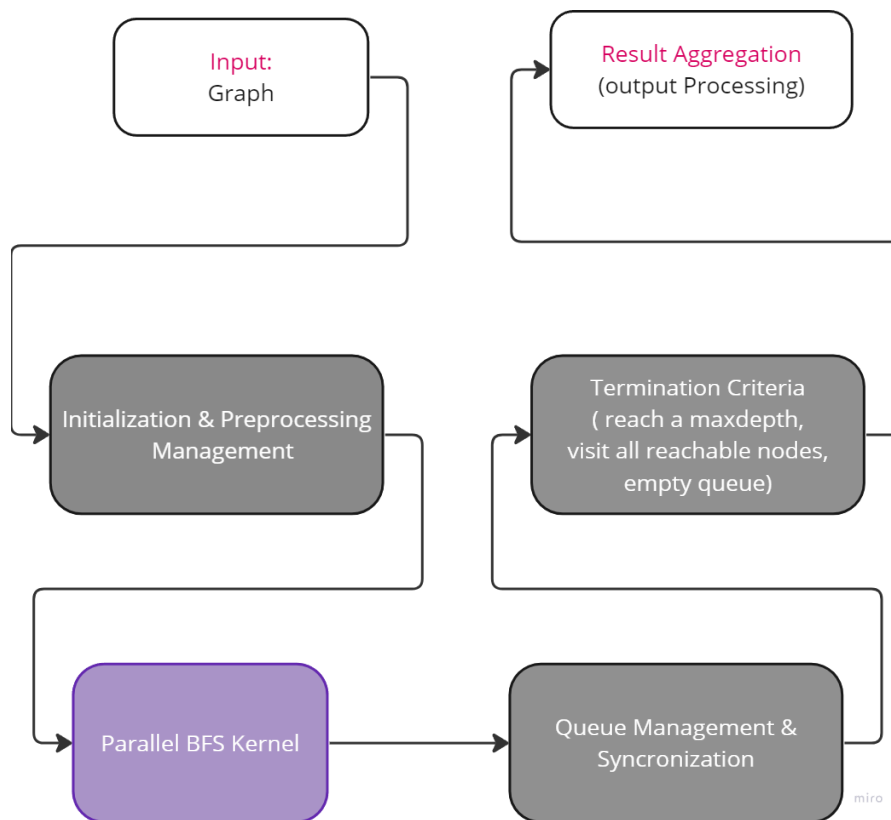 Input:
Graph
Initialization & Preprocessing
Management
Parallel BFS Kernel
Queue Management &
Syncronization
Termination Criteria
( reach a maxdepth,
visit all reachable nodes,
empty queue)
Result Aggregation
(output Processing)
miro